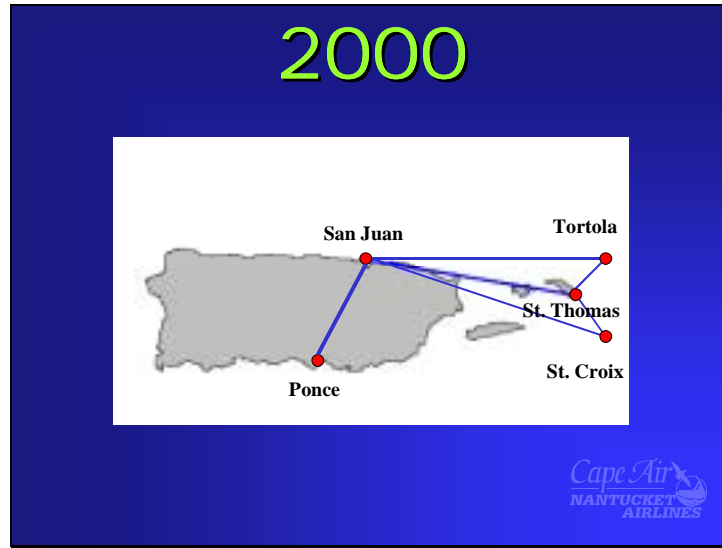 2000
San Juan
Tortola
St. Thomas
St. Croix
Ponce
Cape Air
NANTUCKET
AIRLINES